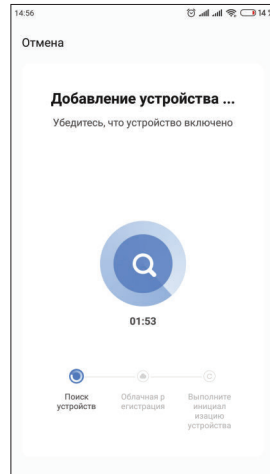 14:56 14 %
Отмена
Добавление устройства ...
Убедитесь, что устройство включено
01:53
Поиск
устройств
Облачная р
егистрация
Выполните
инициал
изацию
устройства